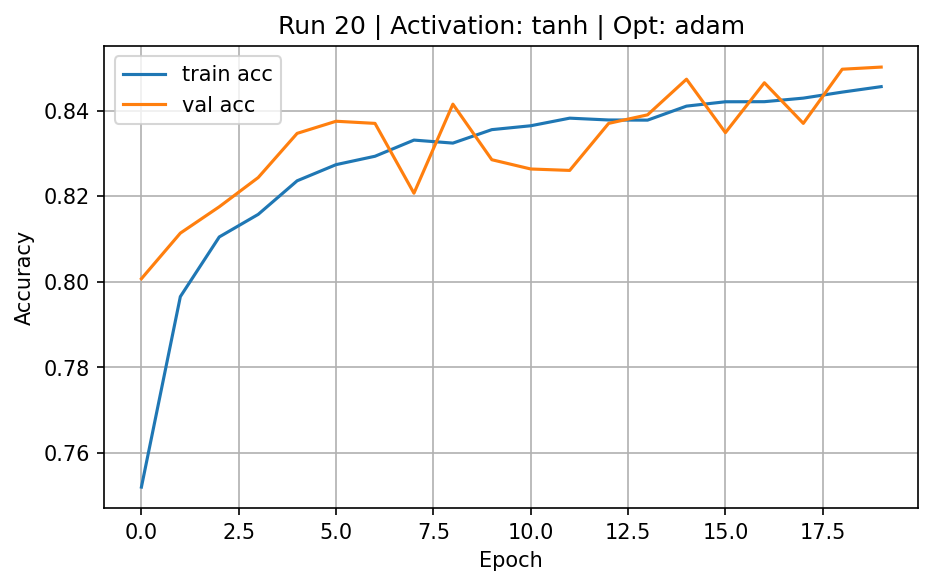 Run 20 | Activation: tanh | Opt: adam
train acc
val acc
Accuracy
0.84
0.82
0.80
0.78
0.76
0.0 2.5 5.0 7.5 10.0 12.5 15.0 17.5
Epoch